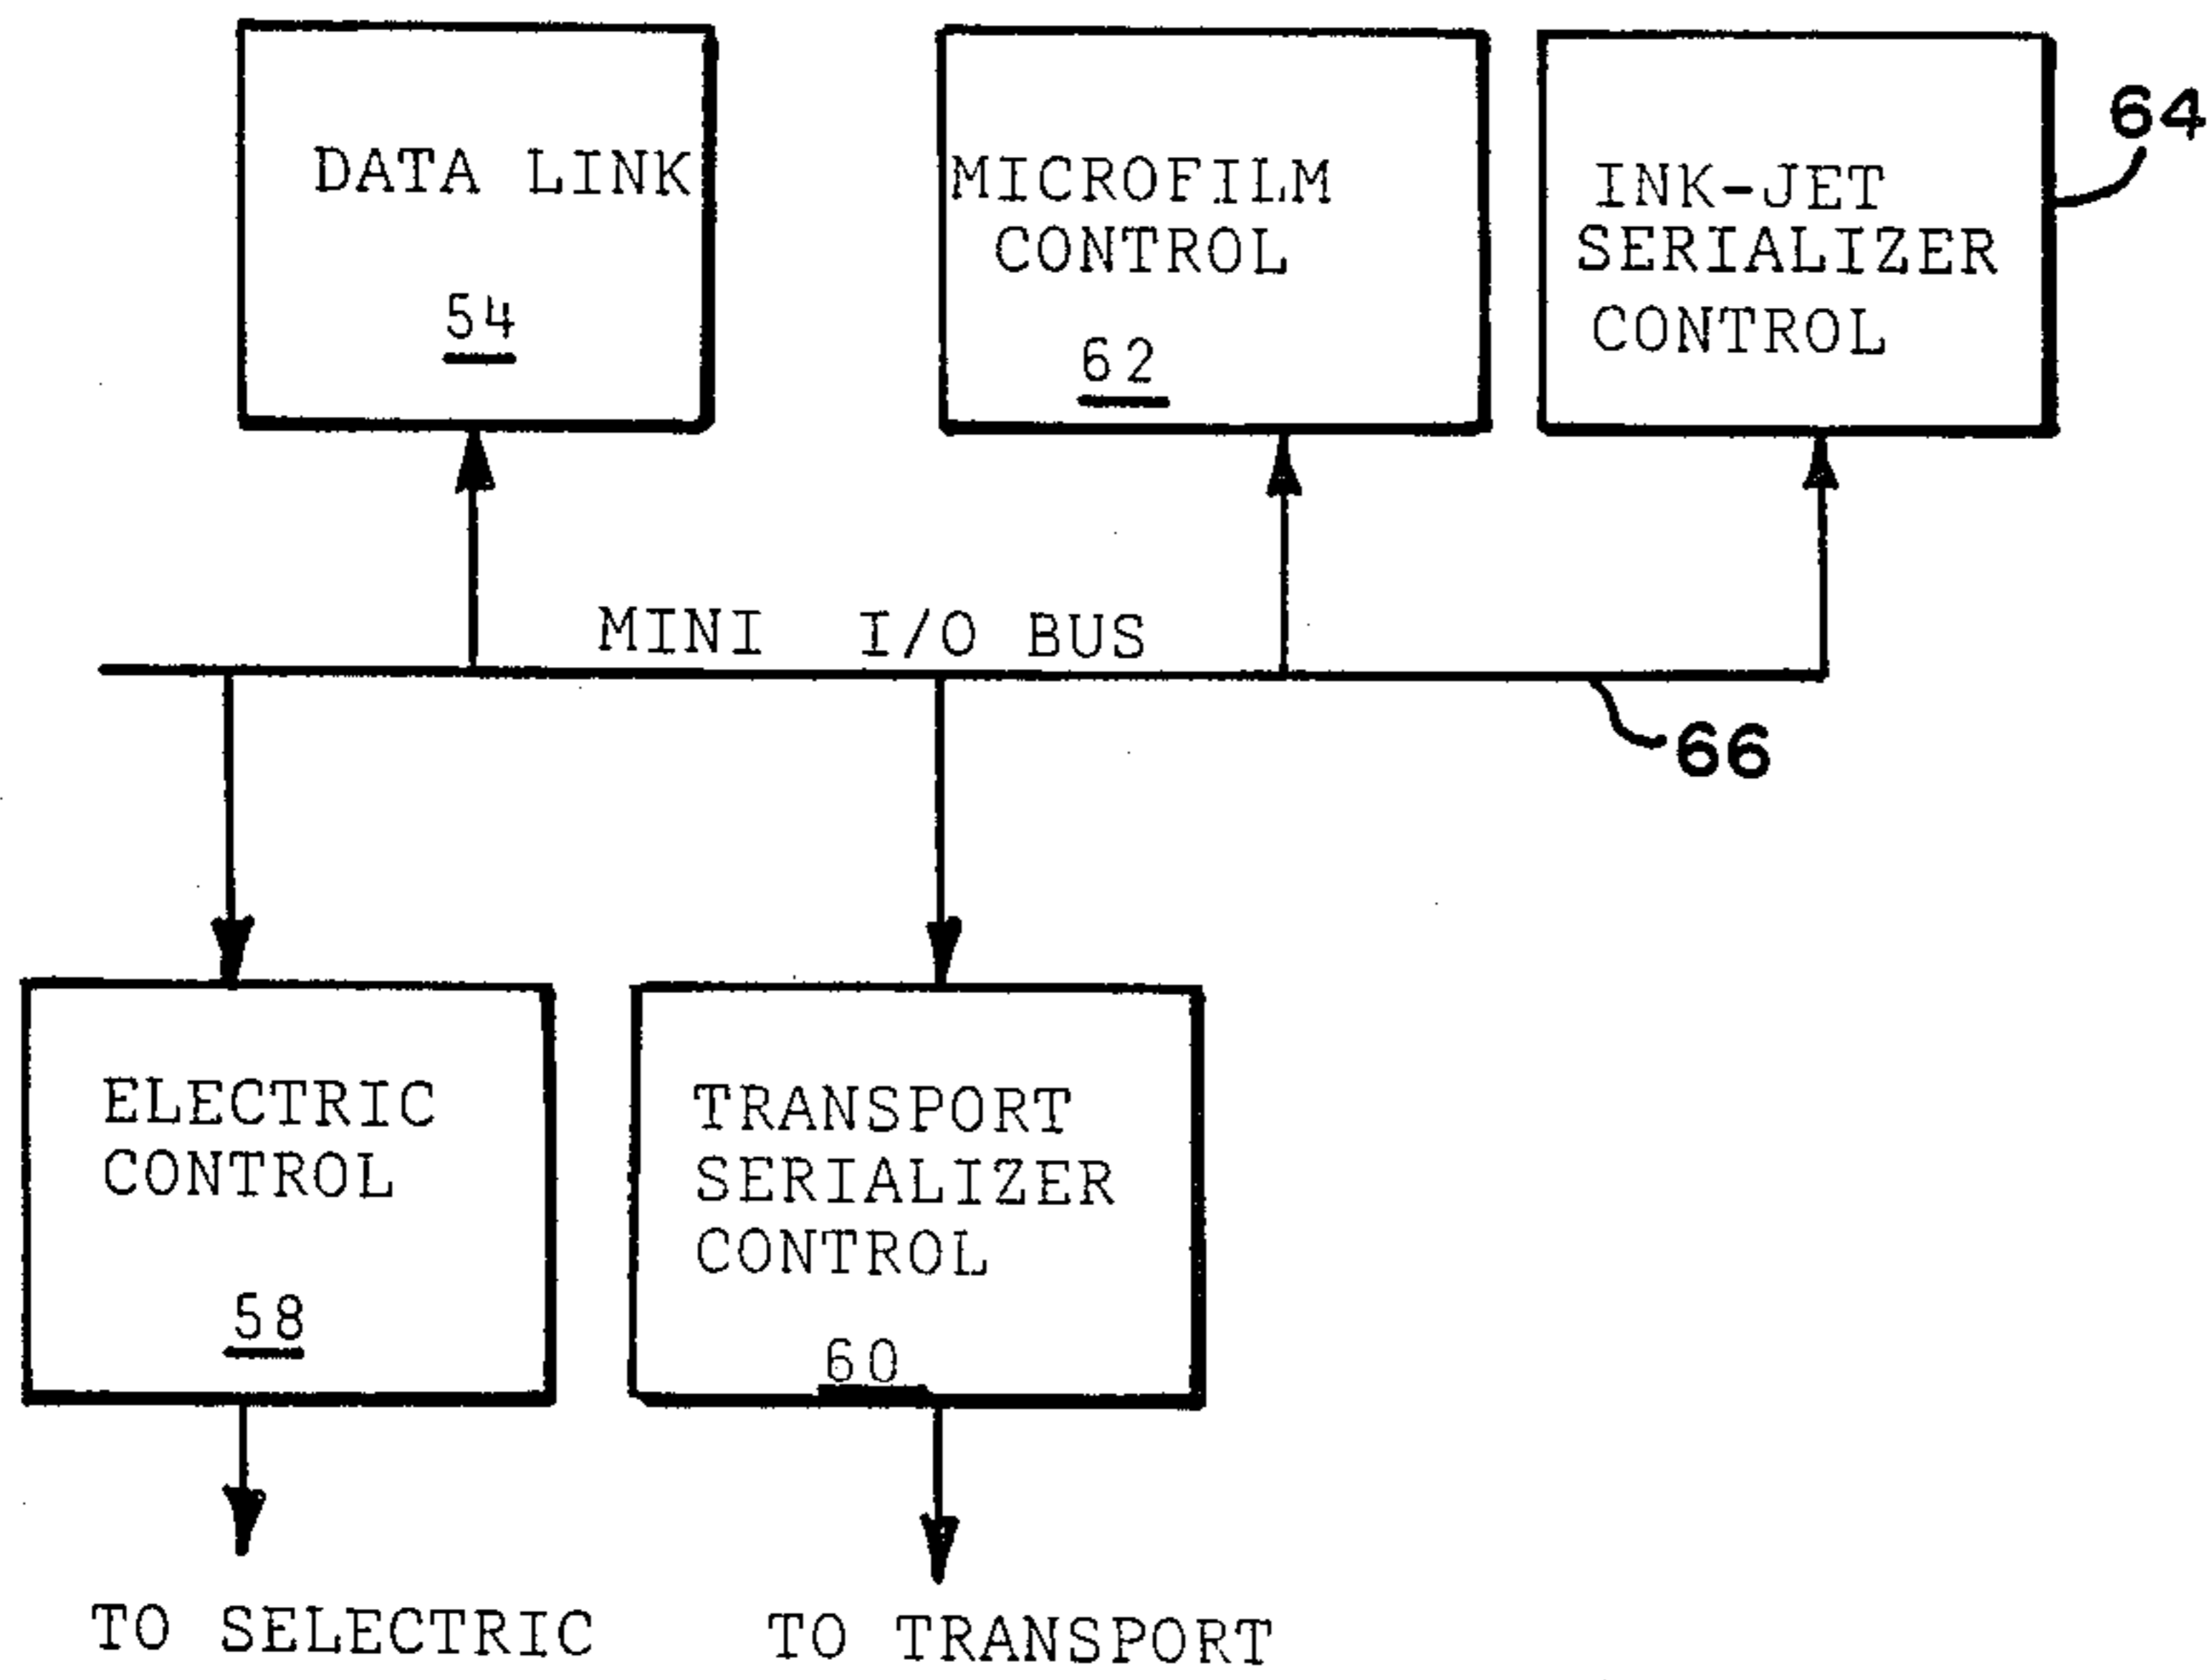 DATA LINK
54
MICROFILM
CONTROL
62
INK-JET
SERIALIZER
CONTROL
64
MINI I/O BUS
66
ELECTRIC
CONTROL
58
TRANSPORT
SERIALIZER
CONTROL
60
TO SELECTRIC
TO TRANSPORT